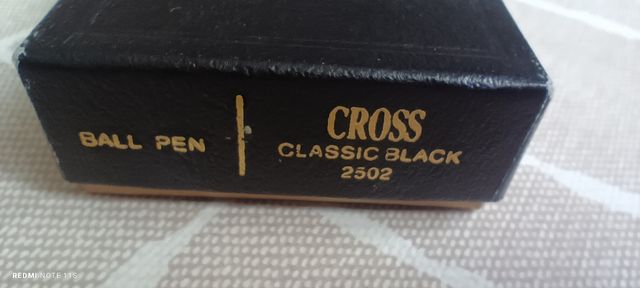 BALL PEN
CROSS
CLASSIC BLACK
2502
REDMI NOTE 11S